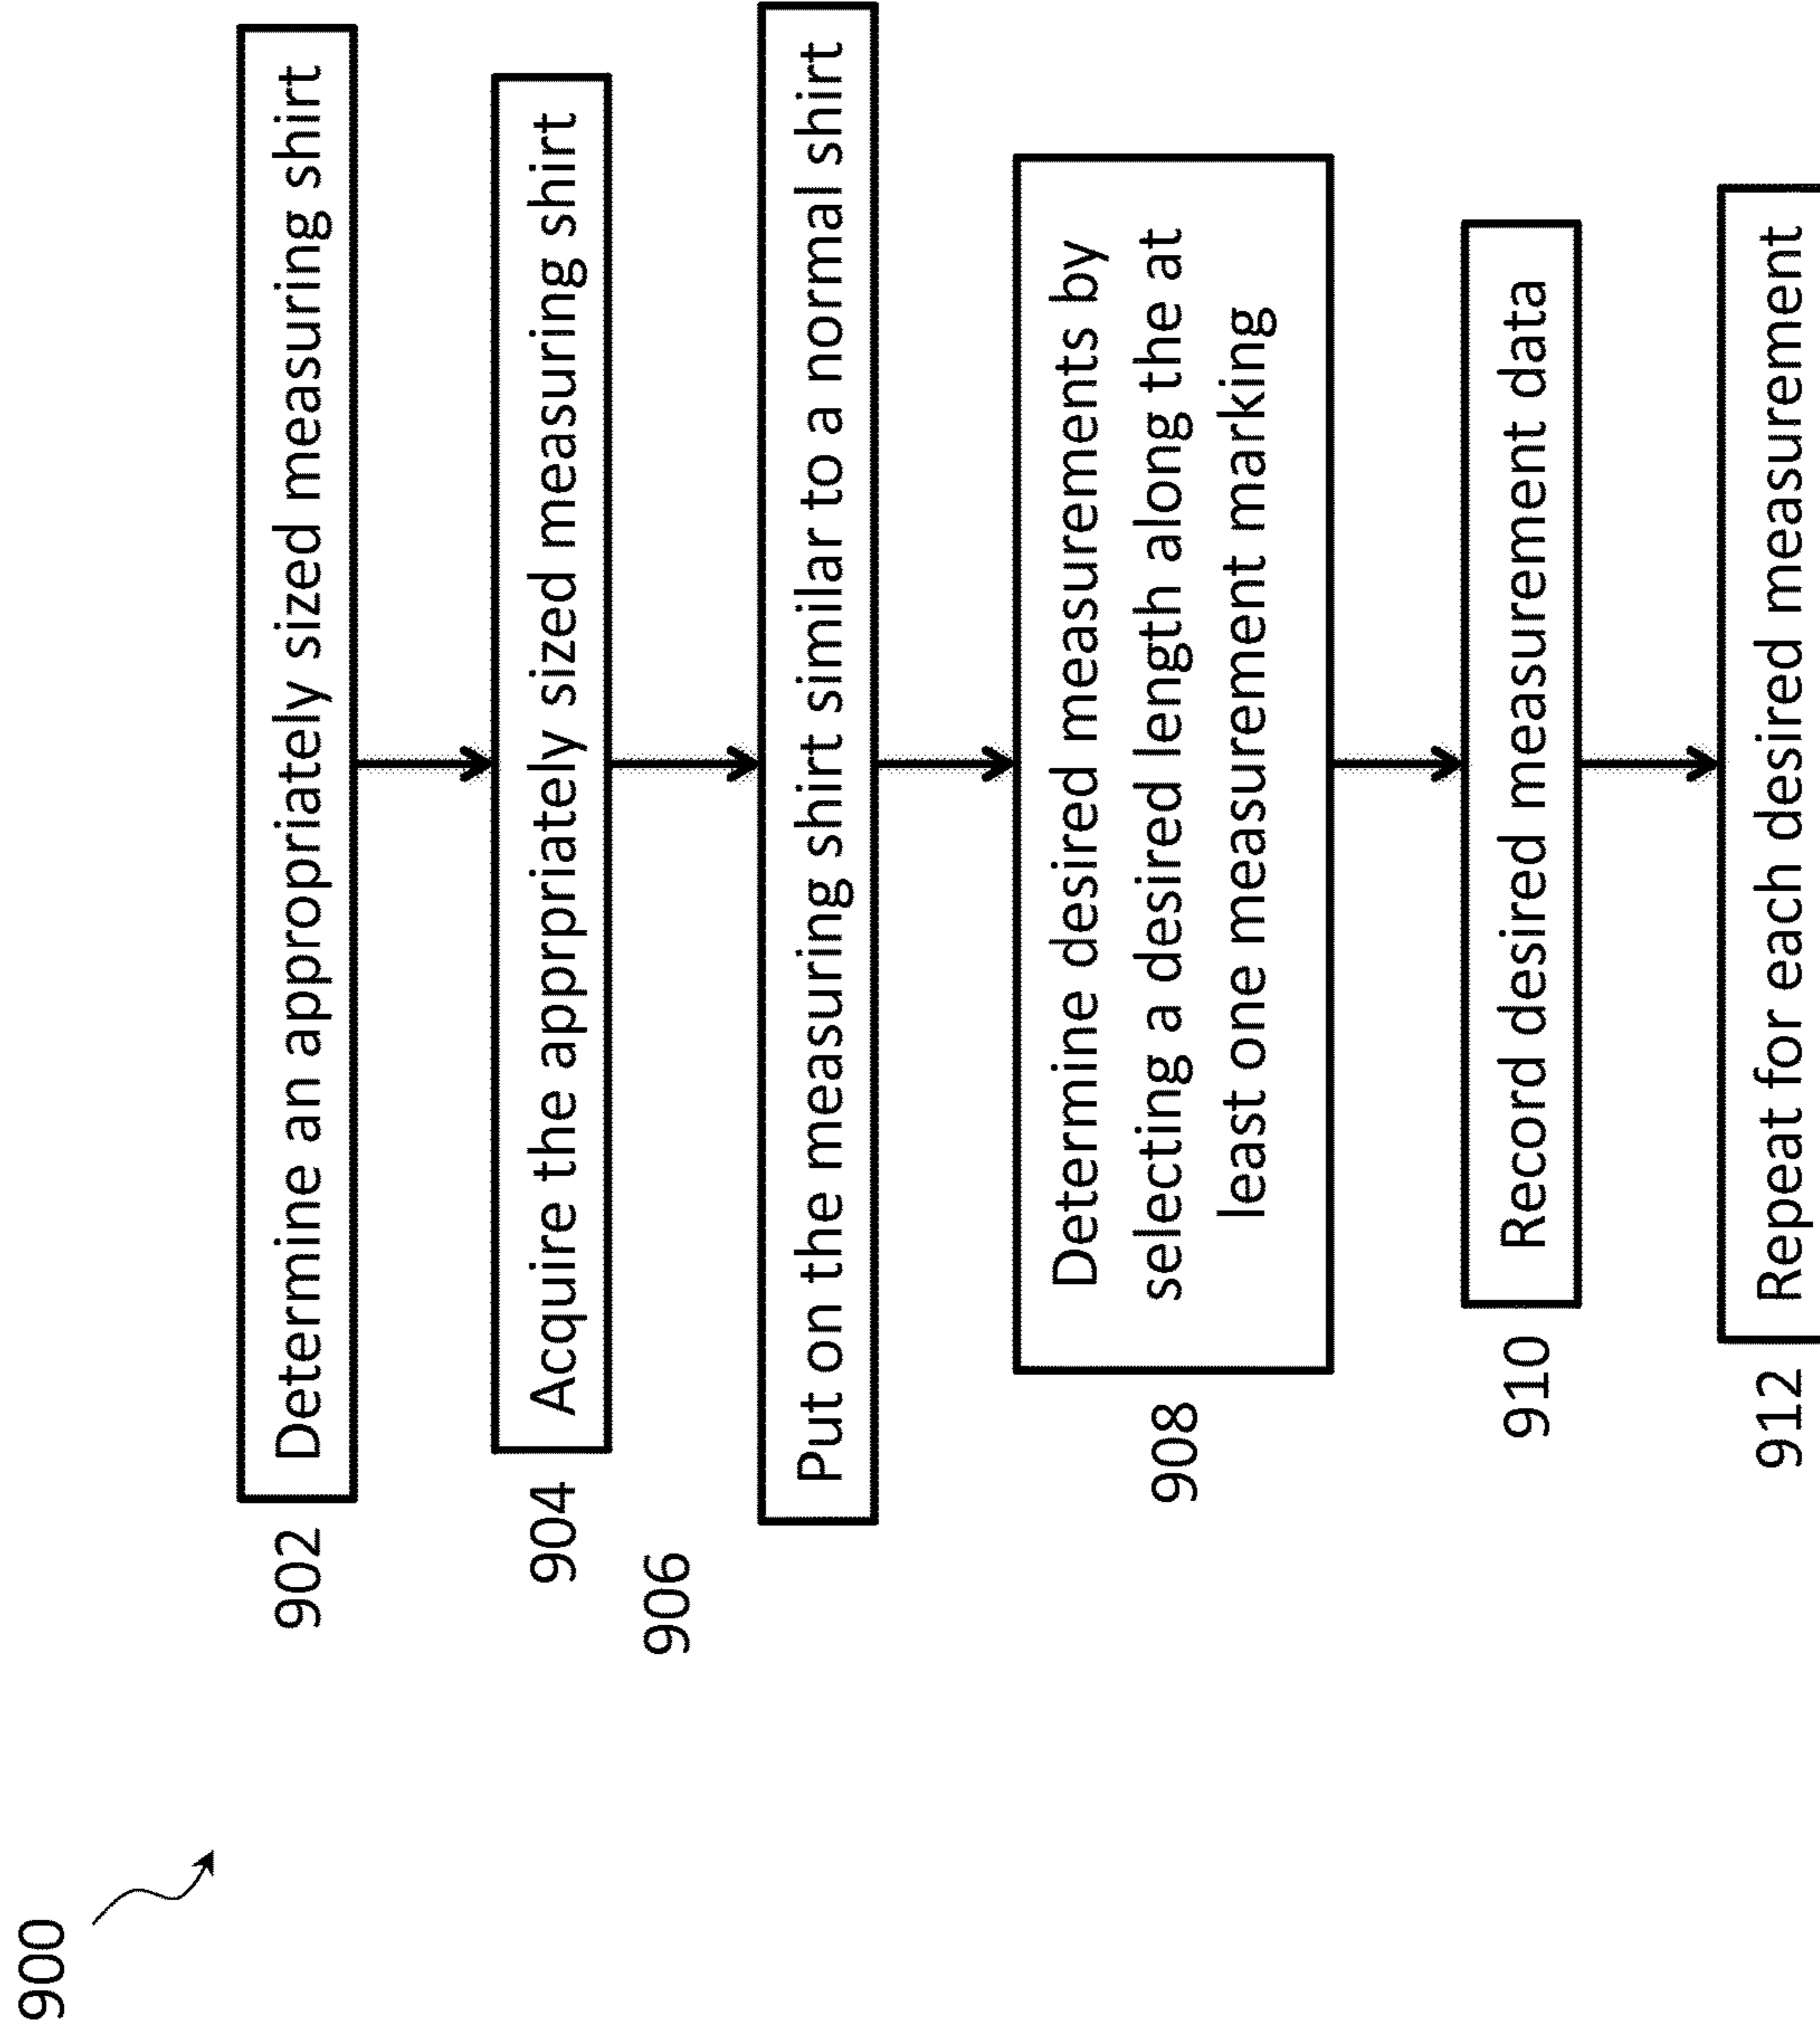 900
902 Determine an appropriately sized measuring shirt
904 Acquire the apprpriately sized measuring shirt
906
Put on the measuring shirt similar to a normal shirt
Determine desired measurements by
908 selecting a desired length along the at
least one measurement marking
910 Record desired measurement data
912 Repeat for each desired measurement